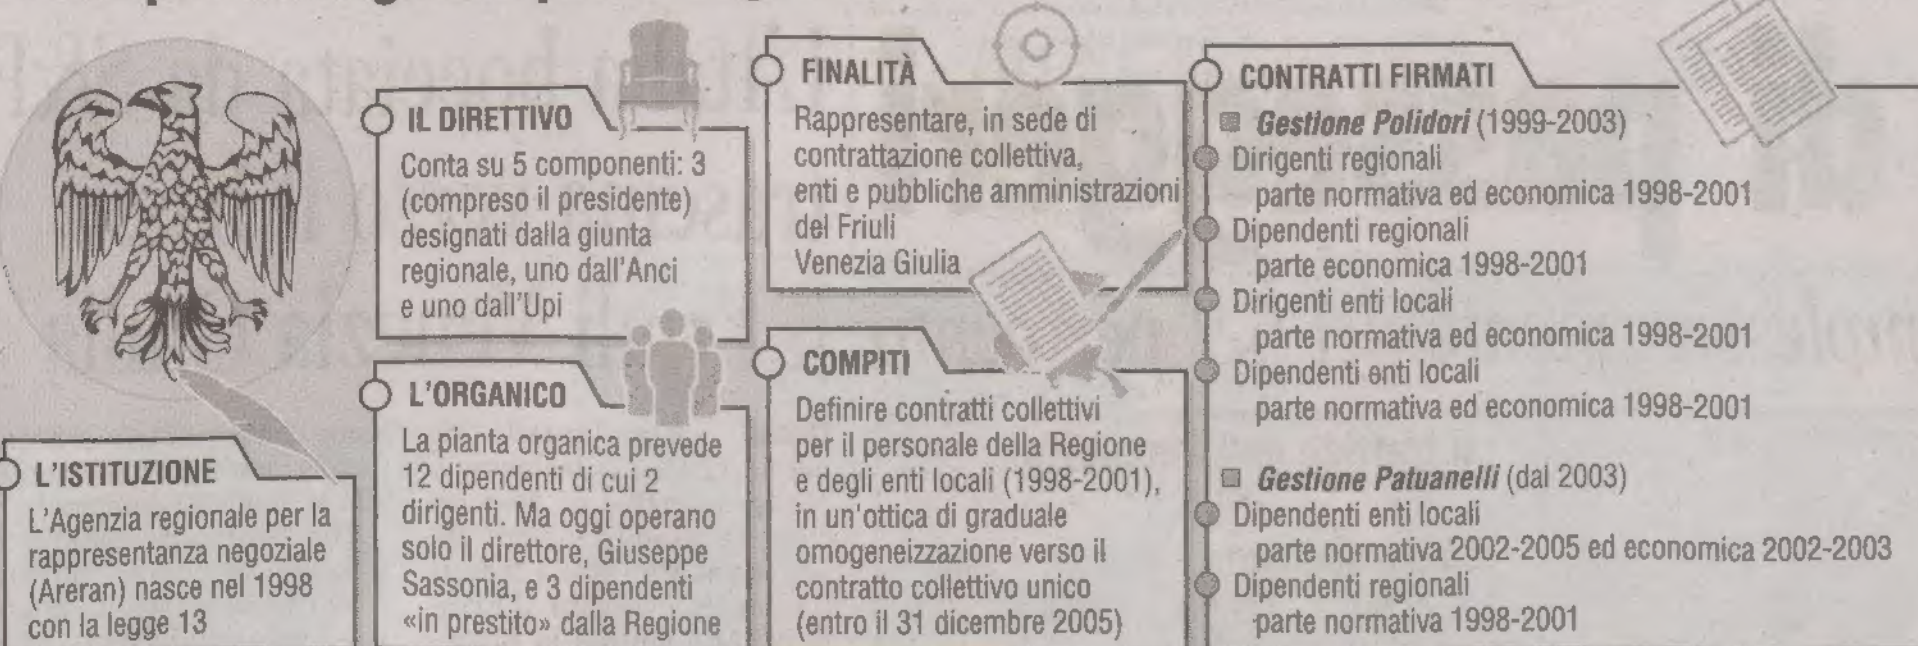 L'ISTITUZIONE
L'Agenzia regionale per la
rappresentanza negoziale
(Areran) nasce nel 1998
con la legge 13
IL DIRETTIVO
Conta su 5 componenti: 3
(compreso il presidente)
designati dalla giunta
regionale, uno dall'Anci
e uno dall'Upi
L'ORGANICO
La pianta organica prevede
12 dipendenti di cui 2
dirigenti. Ma oggi operano
solo il direttore, Giuseppe
Sassonia, e 3 dipendenti
«in prestito» dalla Regione
FINALITÀ
Rappresentare, in sede di
contrattazione collettiva,
enti e pubbliche amministrazioni
del Friuli
Venezia Giulia
COMPITI
Definire contratti collettivi
per il personale della Regione
e degli enti locali (1998-2001),
in un'ottica di graduale
omogeneizzazione verso il
contratto collettivo unico
(entro il 31 dicembre 2005)
CONTRATTI FIRMATI
Gestione Polidori (1999-2003)
Dirigenti regionali
parte normativa ed economica 1998-2001
Dipendenti regionali
parte economica 1998-2001
Dirigenti enti locali
parte normativa ed economica 1998-2001
Dipendenti enti locali
parte normativa ed economica 1998-2001
Gestione Patuanelli (dal 2003)
Dipendenti enti locali
parte normativa 2002-2005 ed economica 2002-2003
Dipendenti regionali
parte normativa 1998-2001